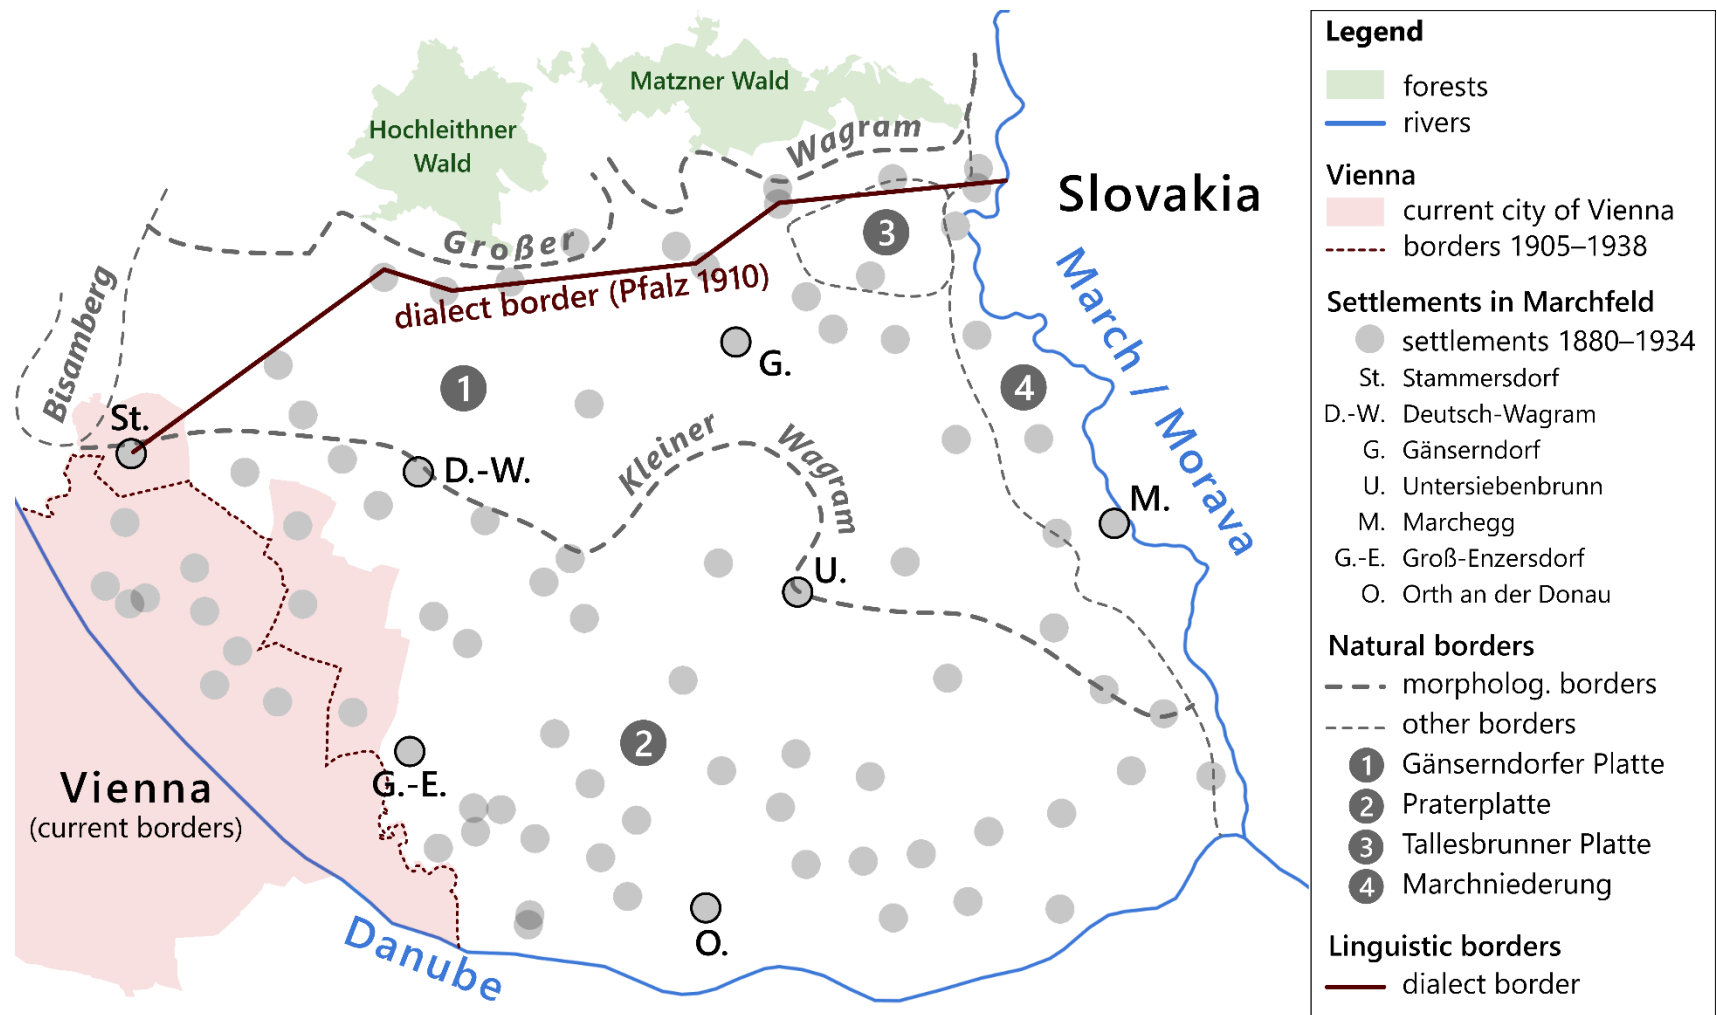 Matzner Wald
Hochleithner
Wald
Wagram
Großer
Slovakia
Bisamberg
dialect border (Pfalz 1910)
March / Morava
St.
G.
D.-W.
Kleiner
Wagram
M.
U.
Vienna
(current borders)
G.-E.
O.
Danube
1
2
3
4
Legend
forests
rivers
Vienna
current city of Vienna
borders 1905–1938
Settlements in Marchfeld
settlements 1880–1934
St. Stammersdorf
D.-W. Deutsch-Wagram
G. Gänserndorf
U. Untersiebenbrunn
M. Marchegg
G.-E. Groß-Enzersdorf
O. Orth an der Donau
Natural borders
morpholog. borders
other borders
1 Gänserndorfer Platte
2 Praterplatte
3 Tallesbrunner Platte
4 Marchniederung
Linguistic borders
dialect border